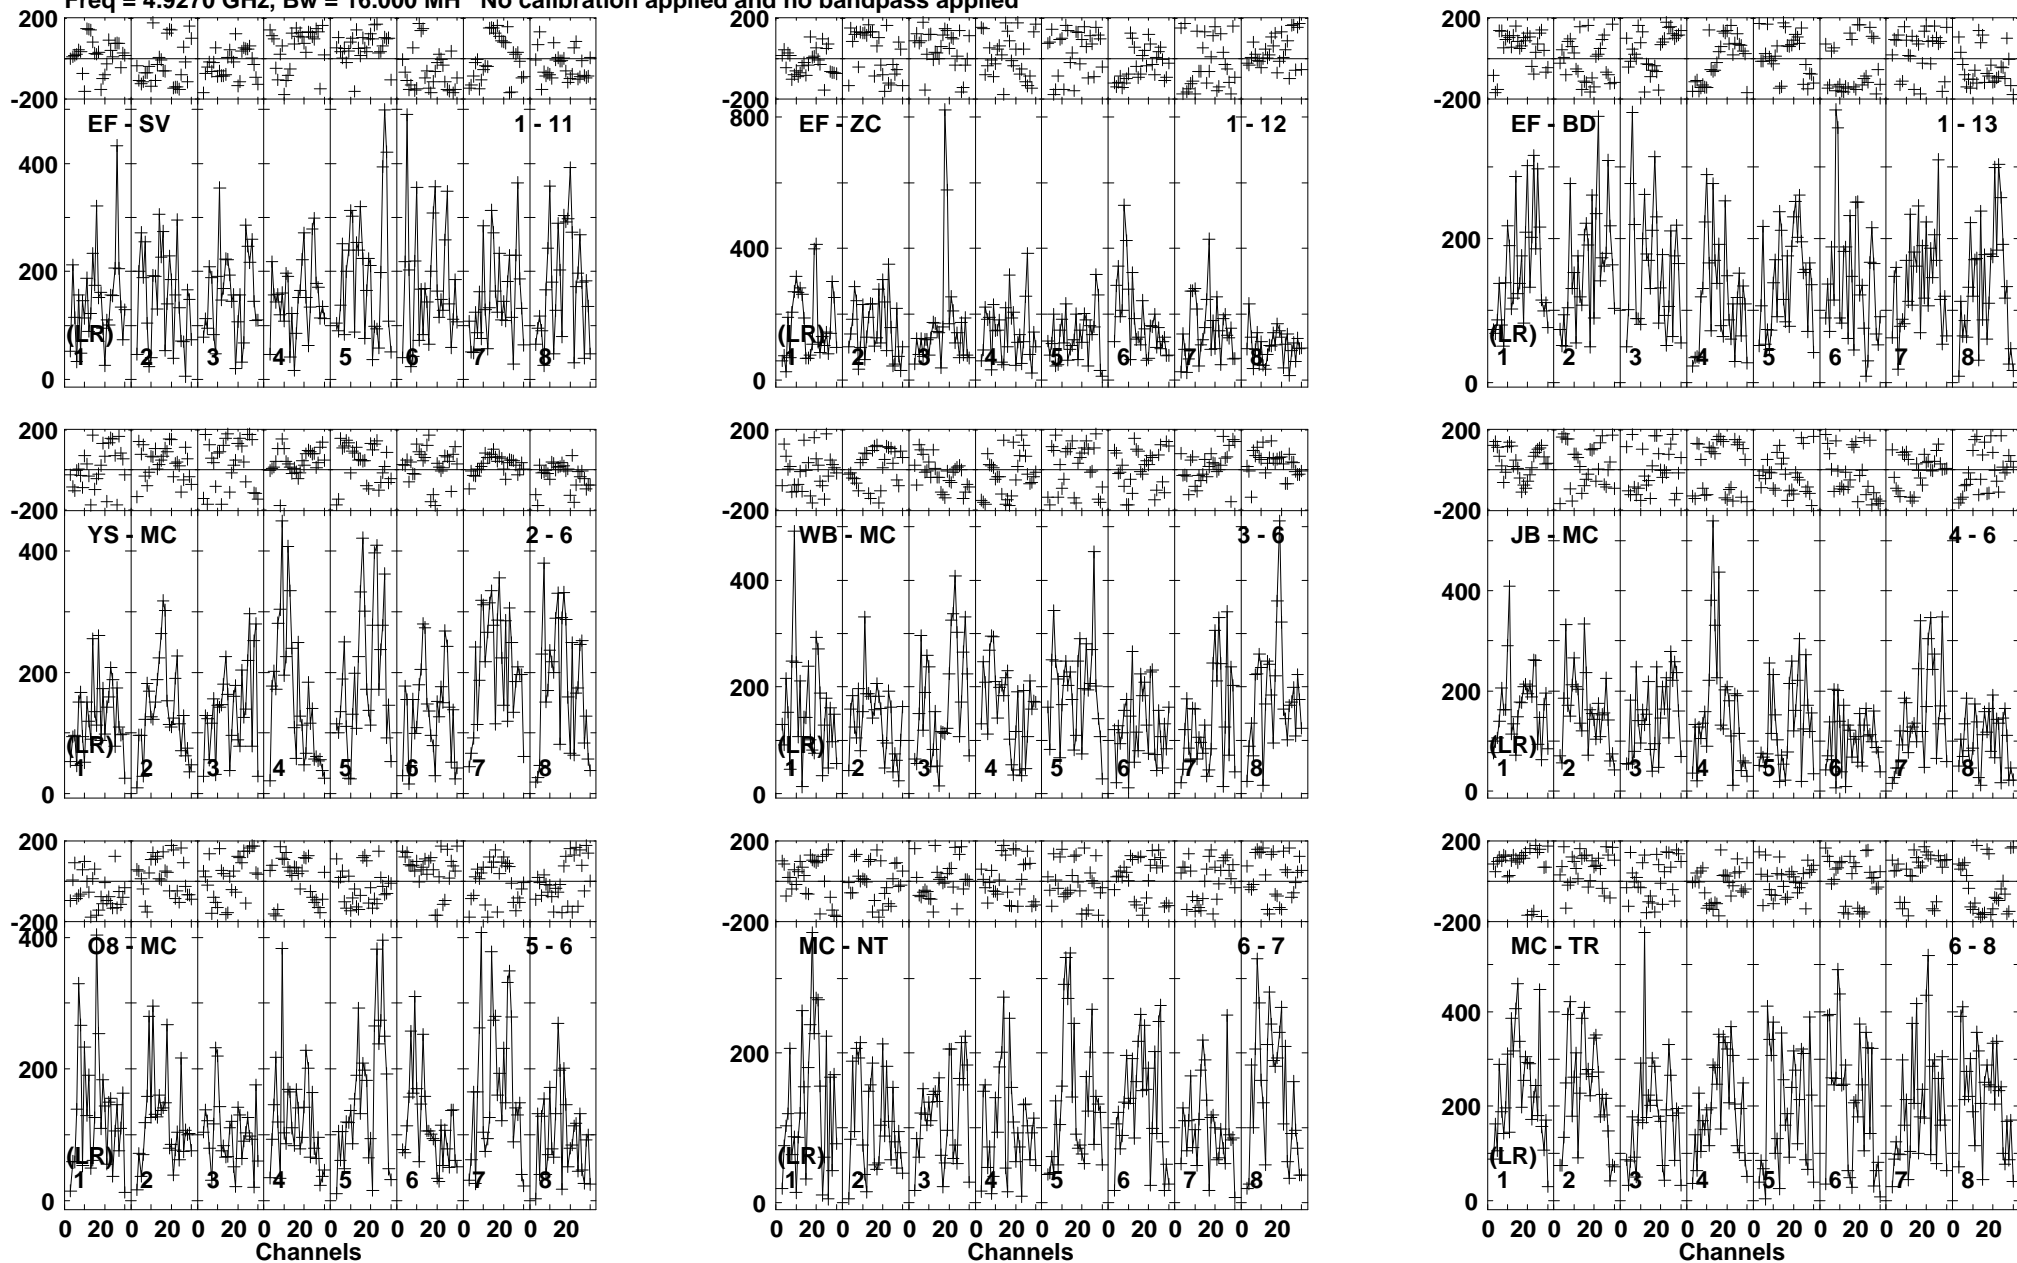 Freq = 4.9270 GHz, Bw = 16.000 MH No calibration applied and no bandpass applied
200
-200
EF - SV 1 - 11
400
200
0
(LR)
1 2 3 4 5 6 7 8
200
-200
800
EF - ZC 1 - 12
400
0
(LR)
1 2 3 4 5 6 7 8
200
-200
EF - BD 1 - 13
200
0
(LR)
1 2 3 4 5 6 7 8
200
-200
YS - MC 2 - 6
400
200
0
(LR)
1 2 3 4 5 6 7 8
200
-200
WB - MC 3 - 6
400
200
0
(LR)
1 2 3 4 5 6 7 8
200
-200
JB - MC 4 - 6
400
200
0
(LR)
1 2 3 4 5 6 7 8
200
-200
400
O8 - MC 5 - 6
200
0
(LR)
1 2 3 4 5 6 7 8
0 20 0 20 0 20 0 20 0 20 0 20 0 20 0 20
Channels
200
-200
MC - NT 6 - 7
200
0
(LR)
1 2 3 4 5 6 7 8
0 20 0 20 0 20 0 20 0 20 0 20 0 20 0 20
Channels
200
-200
MC - TR 6 - 8
400
200
0
(LR)
1 2 3 4 5 6 7 8
0 20 0 20 0 20 0 20 0 20 0 20 0 20 0 20
Channels